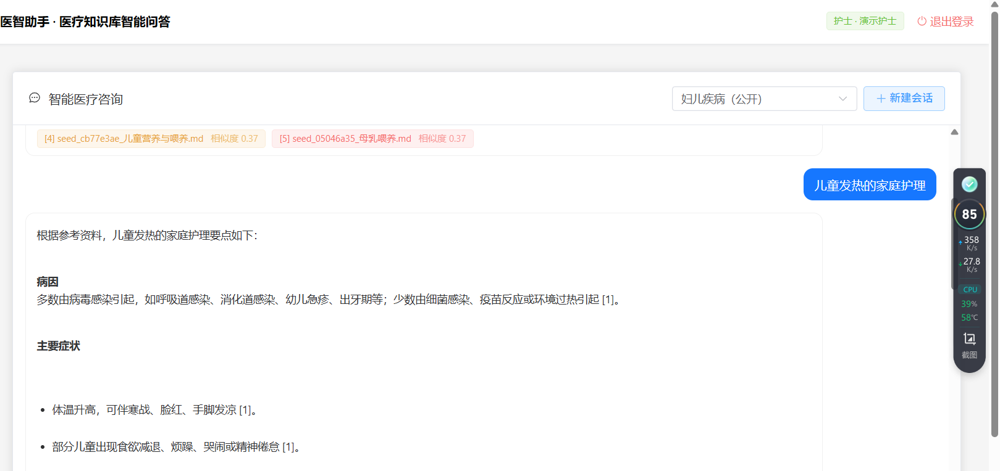 医智助手 · 医疗知识库智能问答
护士 · 演示护士
退出登录
智能医疗咨询
妇儿疾病（公开）
新建会话
[4] seed_cb77e3ae_儿童营养与喂养.md 相似度 0.37
[5] seed_05046a35_母乳喂养.md 相似度 0.37
儿童发热的家庭护理
根据参考资料，儿童发热的家庭护理要点如下：
病因
多数由病毒感染引起，如呼吸道感染、消化道感染、幼儿急疹、出牙期等；少数由细菌感染、疫苗反应或环境过热引起 [1]。
主要症状
• 体温升高，可伴寒战、脸红、手脚发凉 [1]。
• 部分儿童出现食欲减退、烦躁、哭闹或精神倦怠 [1]。
85
358
K/s
27.8
K/s
CPU
39%
58℃
截图